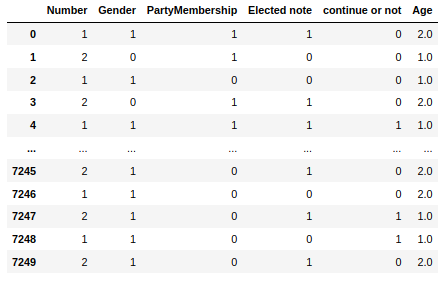 Number Gender PartyMembership Elected note continue or not Age
0 1 1 1 1 0 2.0
1 2 0 1 0 0 1.0
2 1 1 0 0 0 1.0
3 2 0 1 1 0 2.0
4 1 1 1 1 1 1.0
... ... ... ... ... ... ...
7245 2 1 0 1 0 2.0
7246 1 1 0 0 0 2.0
7247 2 1 0 1 1 1.0
7248 1 1 0 0 1 1.0
7249 2 1 0 1 0 2.0